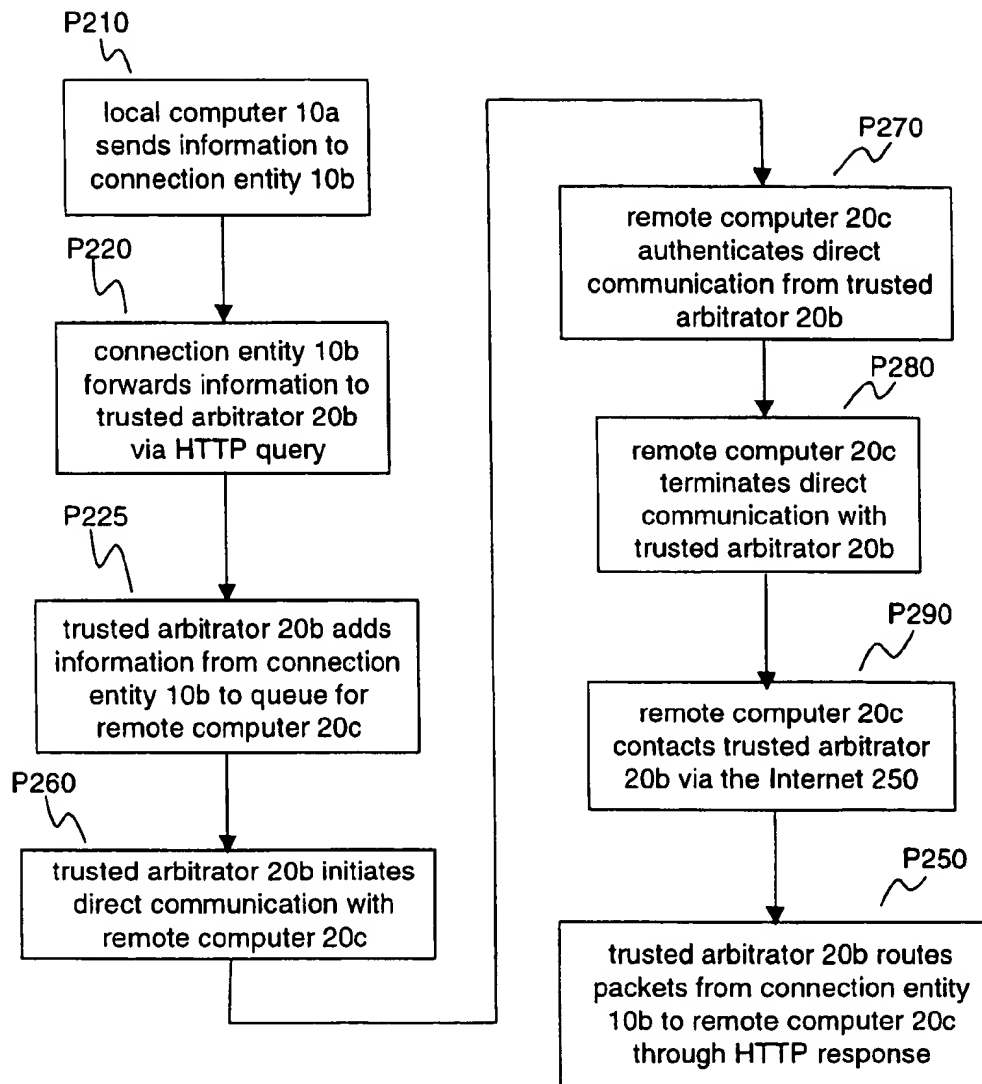 P210
local computer 10a
sends information to
connection entity 10b
P220
connection entity 10b
forwards information to
trusted arbitrator 20b
via HTTP query
P225
trusted arbitrator 20b adds
information from connection
entity 10b to queue for
remote computer 20c
P260
trusted arbitrator 20b initiates
direct communication with
remote computer 20c
P270
remote computer 20c
authenticates direct
communication from trusted
arbitrator 20b
P280
remote computer 20c
terminates direct
communication with
trusted arbitrator 20b
P290
remote computer 20c
contacts trusted arbitrator
20b via the Internet 250
P250
trusted arbitrator 20b routes
packets from connection entity
10b to remote computer 20c
through HTTP response